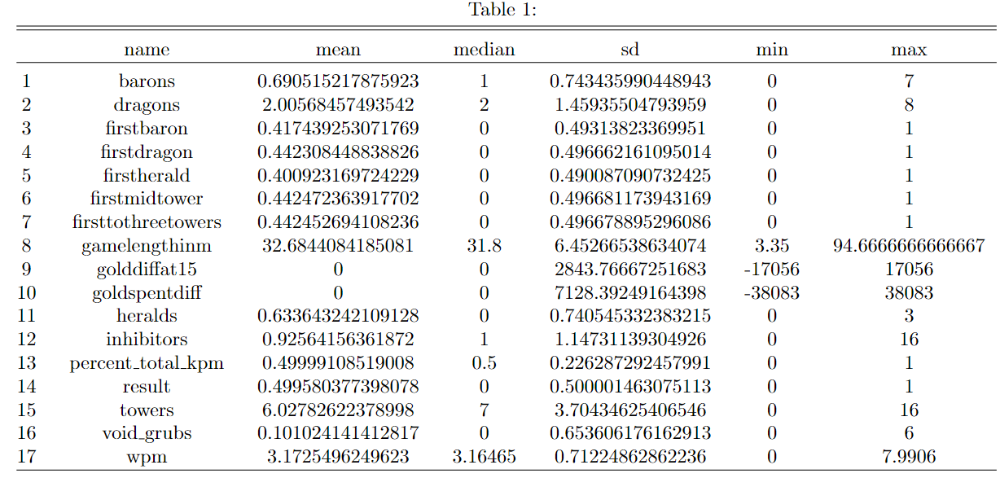 Table 1:
name mean median sd min max
1 barons 0.690515217875923 1 0.743435990448943 0 7
2 dragons 2.00568457493542 2 1.45935504793959 0 8
3 firstbaron 0.417439253071769 0 0.49313823369951 0 1
4 firstdragon 0.442308448838826 0 0.496662161095014 0 1
5 firstherald 0.400923169724229 0 0.490087090732425 0 1
6 firstmidtower 0.442472363917702 0 0.496681173943169 0 1
7 firsttothreetowers 0.442452694108236 0 0.496678895296086 0 1
8 gamelengthinm 32.6844084185081 31.8 6.45266538634074 3.35 94.6666666666667
9 golddiffat15 0 0 2843.76667251683 -17056 17056
10 goldspentdiff 0 0 7128.39249164398 -38083 38083
11 heralds 0.633643242109128 0 0.740545332383215 0 3
12 inhibitors 0.92564156361872 1 1.14731139304926 0 16
13 percent_total_kpm 0.49999108519008 0.5 0.226287292457991 0 1
14 result 0.499580377398078 0 0.500001463075113 0 1
15 towers 6.02782622378998 7 3.70434625406546 0 16
16 void_grubs 0.101024141412817 0 0.653606176162913 0 6
17 wpm 3.1725496249623 3.16465 0.71224862862236 0 7.9906